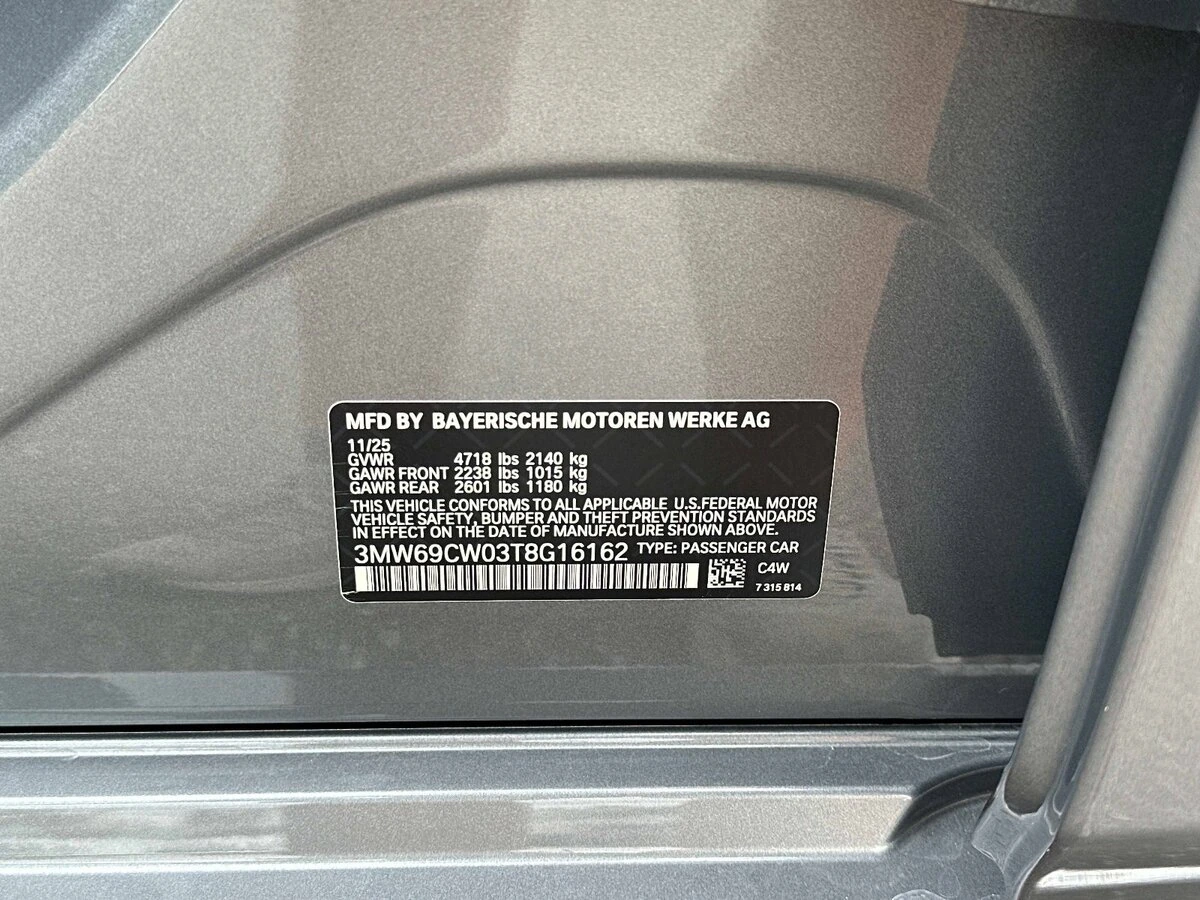 MFD BY BAYERISCHE MOTOREN WERKE AG
11/25
GVWR 4718 lbs 2140 kg
GAWR FRONT 2238 lbs 1015 kg
GAWR REAR 2601 lbs 1180 kg
THIS VEHICLE CONFORMS TO ALL APPLICABLE U.S.FEDERAL MOTOR
VEHICLE SAFETY, BUMPER AND THEFT PREVENTION STANDARDS
IN EFFECT ON THE DATE OF MANUFACTURE SHOWN ABOVE.
3MW69CW03T8G16162 TYPE: PASSENGER CAR
C4W
7 315 814